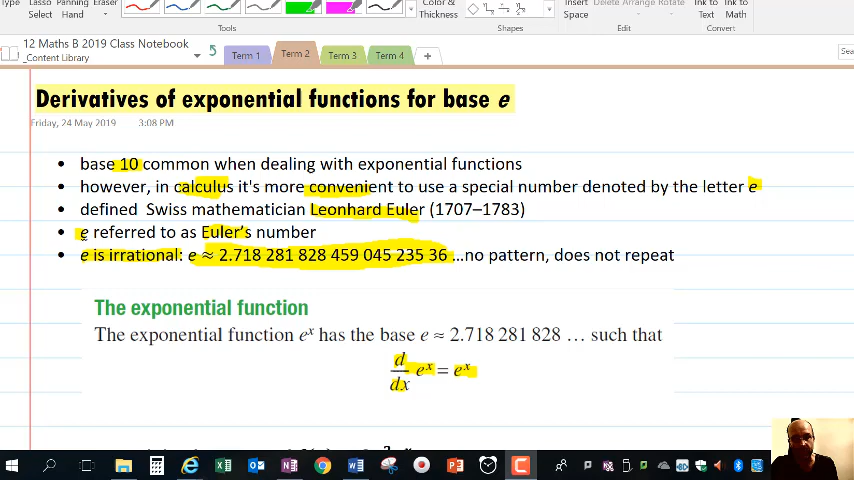 Type
Panning Hand
Eraser
Color & Thickness
Insert Space
Delete Arrange Rotate
Ink to Text
Ink to Math
Tools
Shapes
Edit
Convert
12 Maths B 2019 Class Notebook
_Content Library
Term 1
Term 2
Term 3
Term 4
+
Sea
Derivatives of exponential functions for base e
Friday, 24 May 2019 3:08 PM
• base 10 common when dealing with exponential functions
• however, in calculus it's more convenient to use a special number denoted by the letter e
• defined Swiss mathematician Leonhard Euler (1707–1783)
• e referred to as Euler's number
• e is irrational: e ≈ 2.718 281 828 459 045 235 36 ...no pattern, does not repeat
The exponential function
The exponential function eˣ has the base e ≈ 2.718 281 828 … such that
d/dx eˣ = eˣ